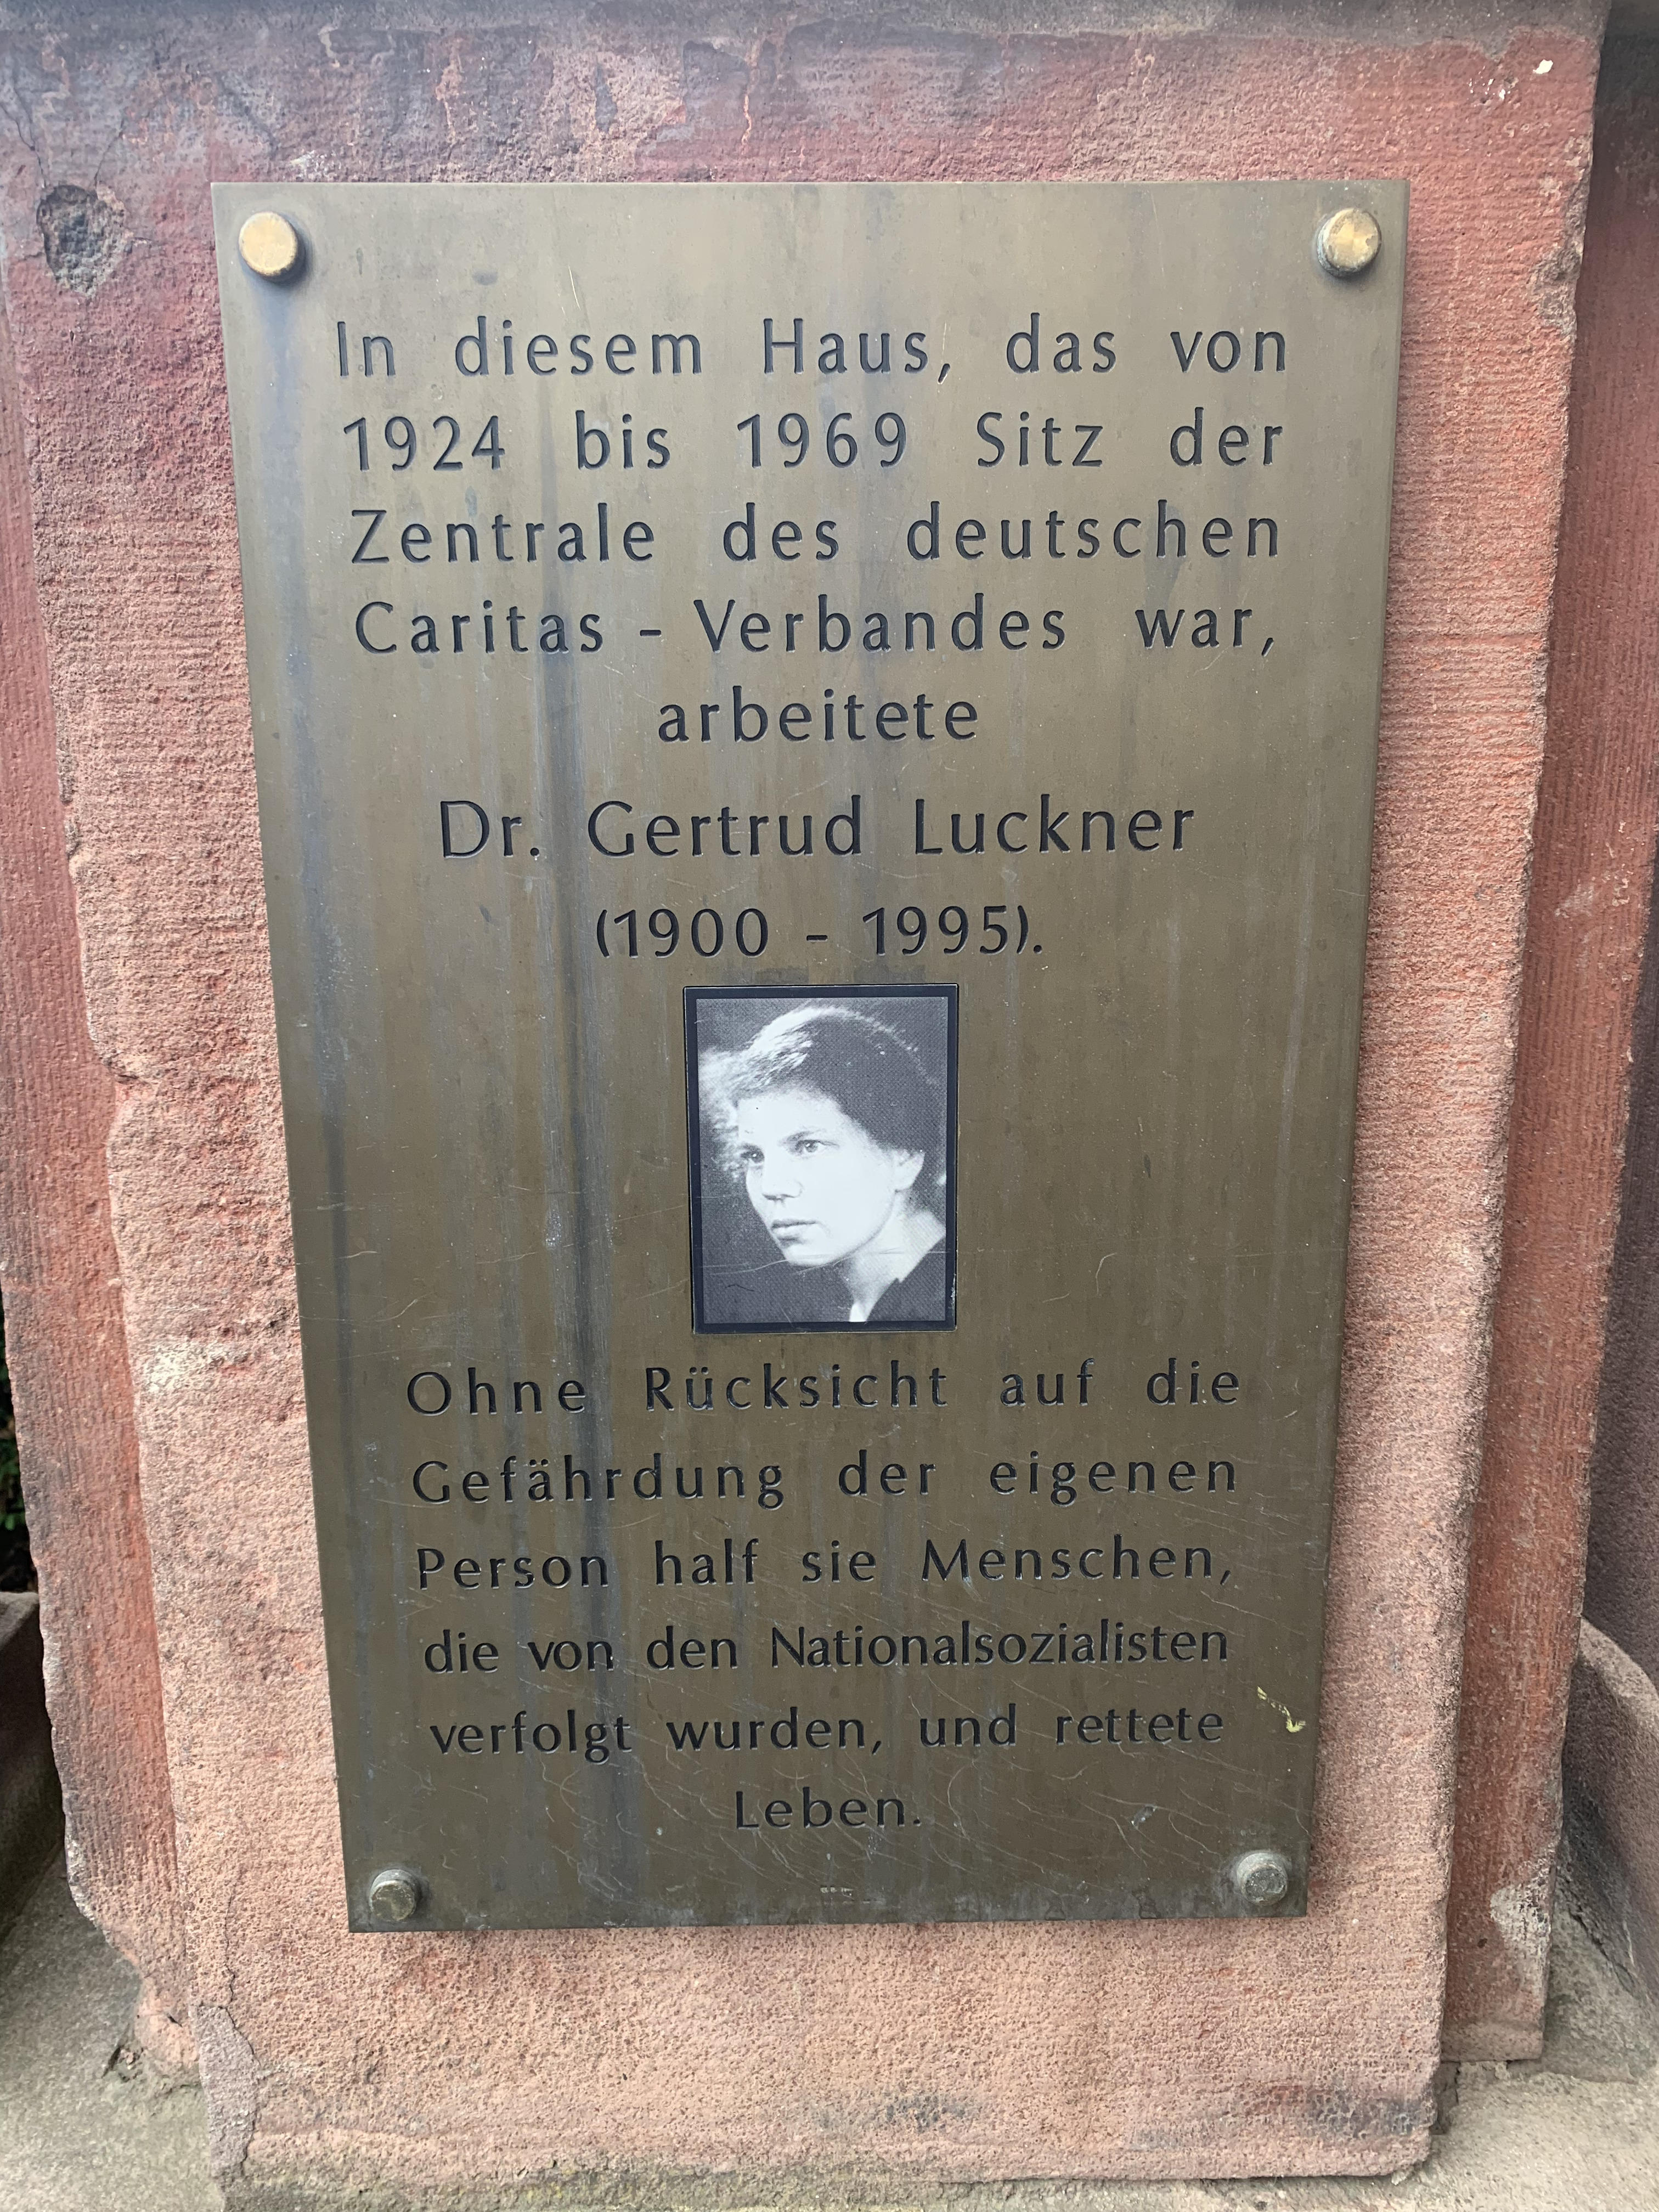 In diesem Haus, das von
1924 bis 1969 Sitz der
Zentrale des deutschen
Caritas - Verbandes war,
arbeitete
Dr. Gertrud Luckner
(1900 - 1995).
Ohne Rücksicht auf die
Gefährdung der eigenen
Person half sie Menschen,
die von den Nationalsozialisten
verfolgt wurden, und rettete
Leben.